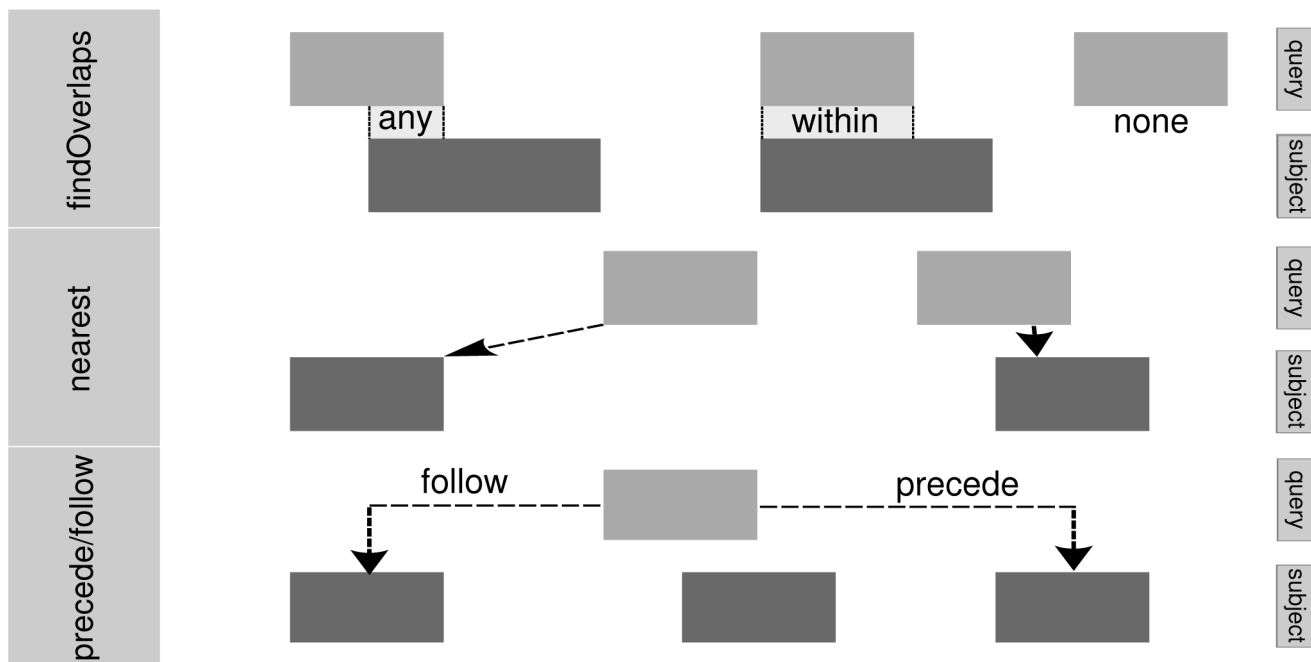 findOverlaps
any
within
none
query
subject
nearest
query
subject
precede/follow
follow
precede
query
subject